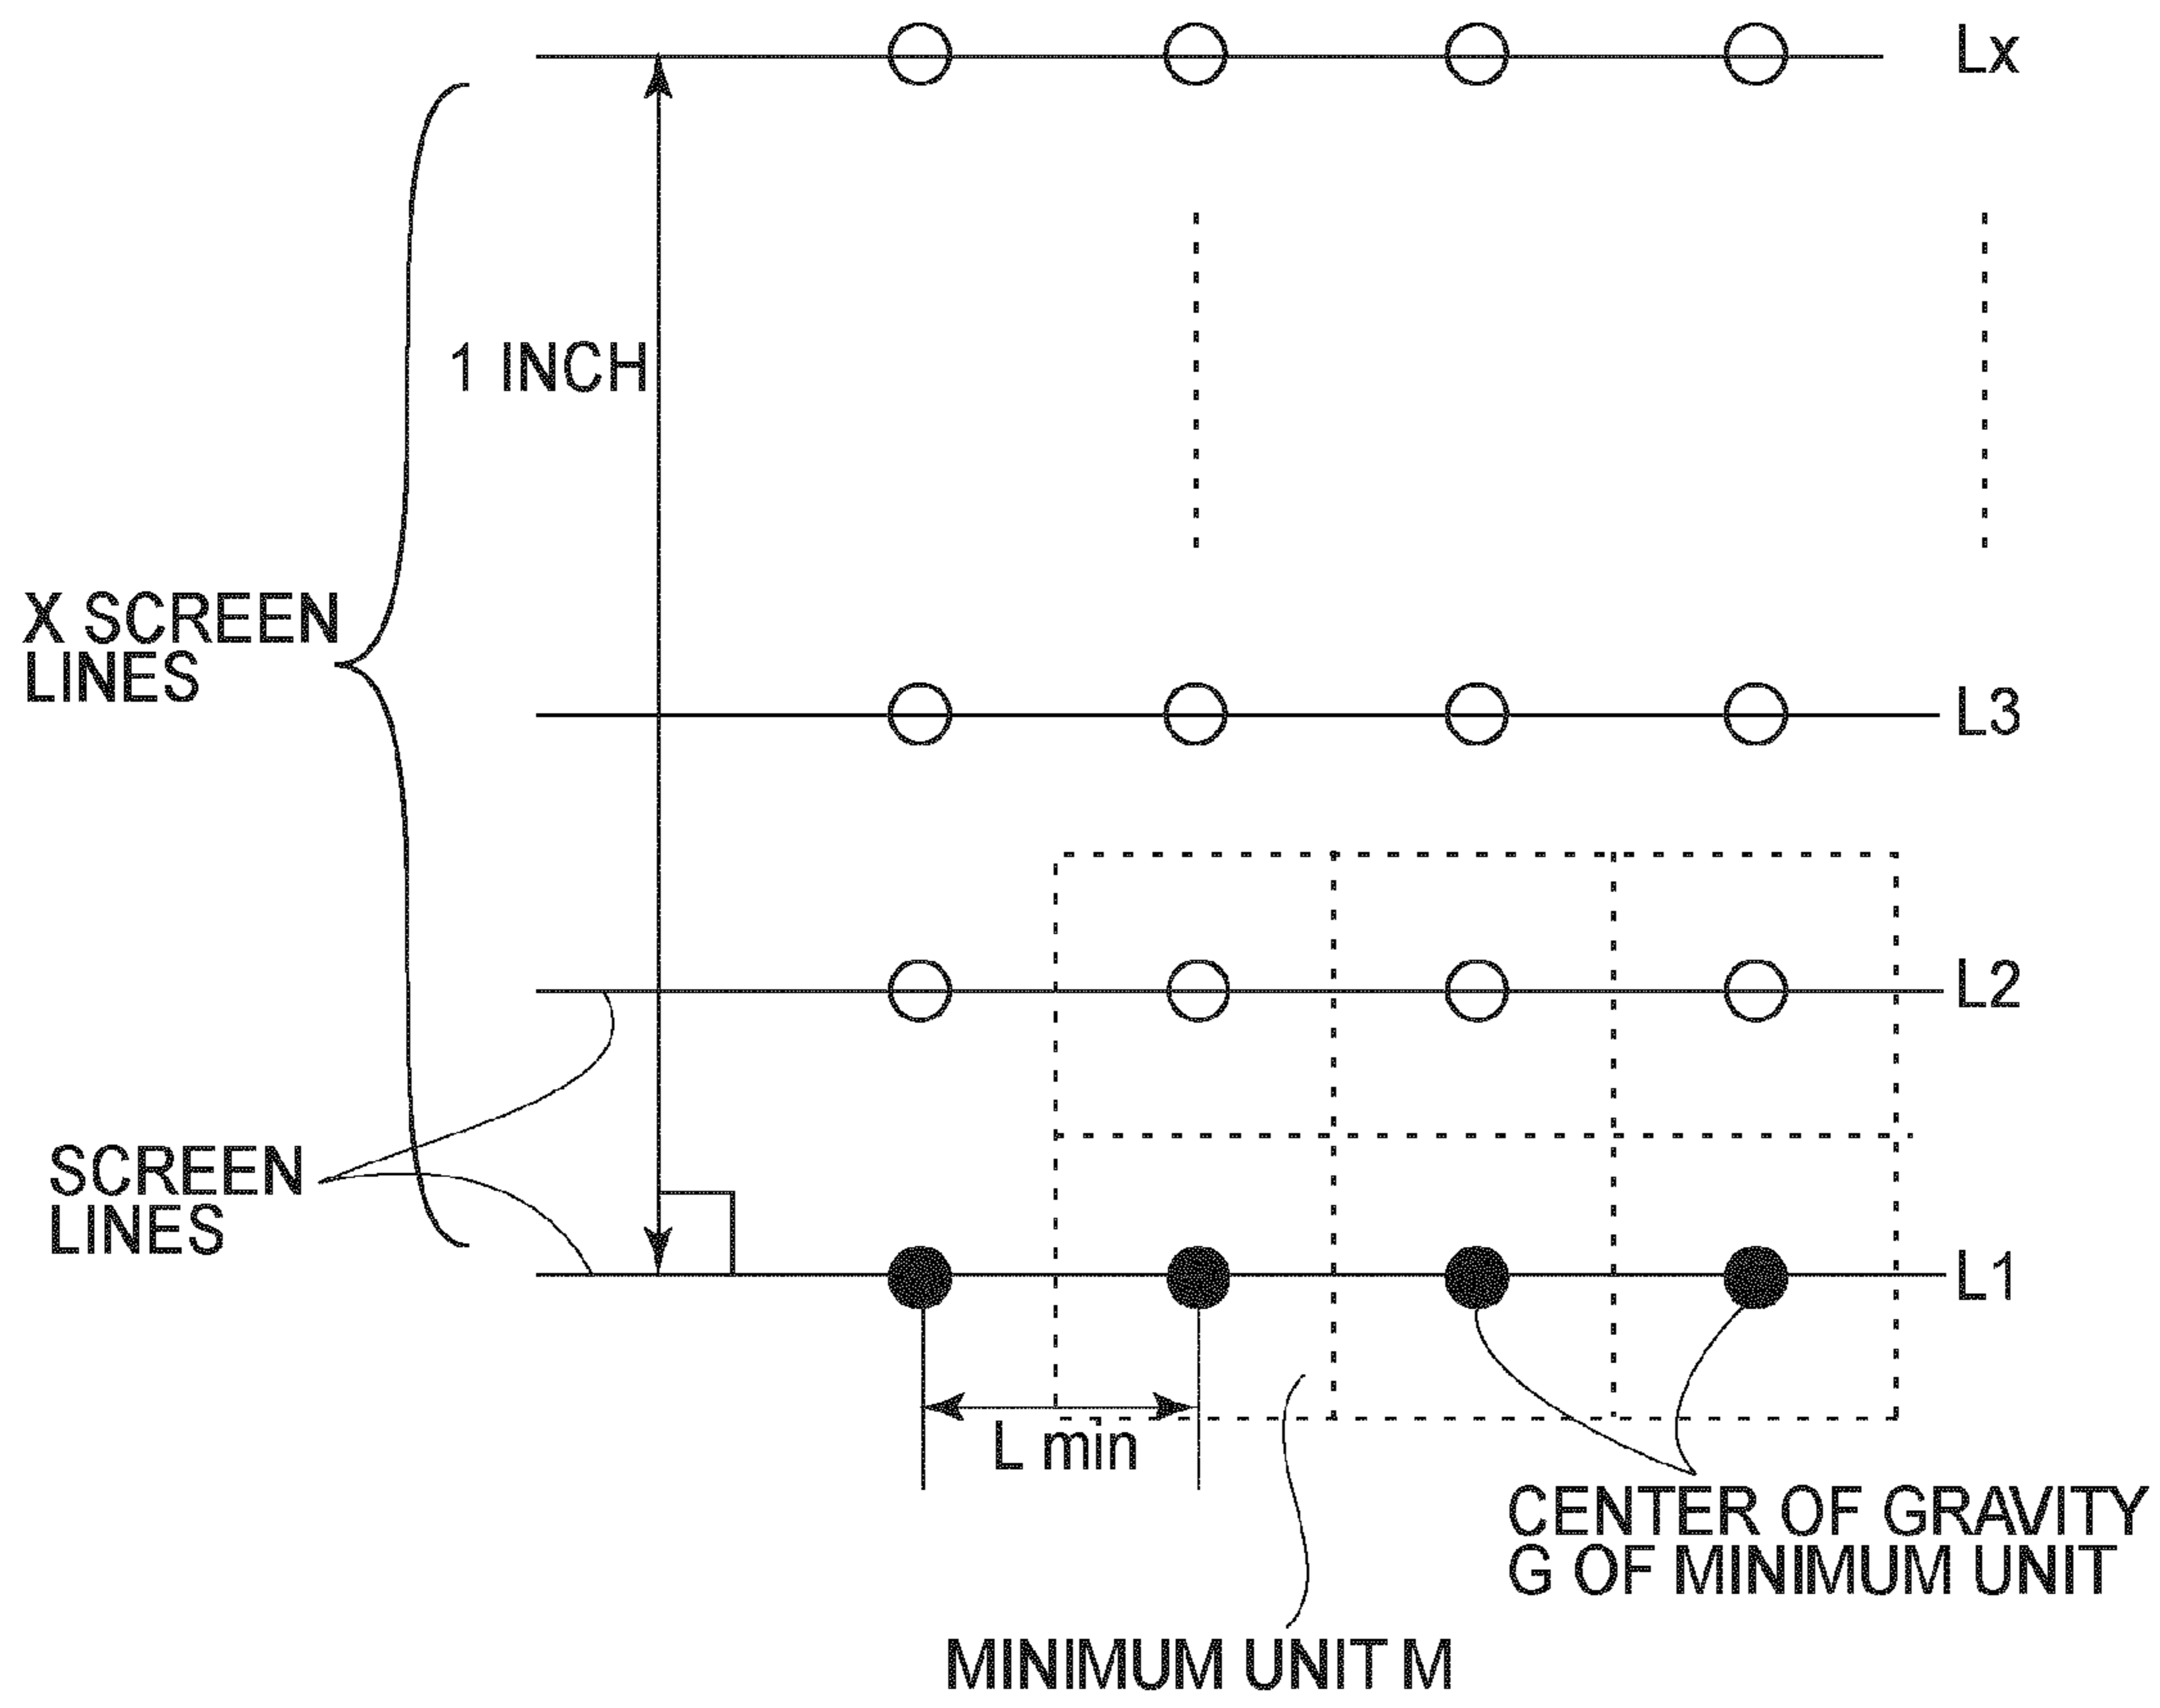 Lx
1 INCH
X SCREEN
LINES
L3
L2
SCREEN
LINES
L1
L min
CENTER OF GRAVITY
G OF MINIMUM UNIT
MINIMUM UNIT M